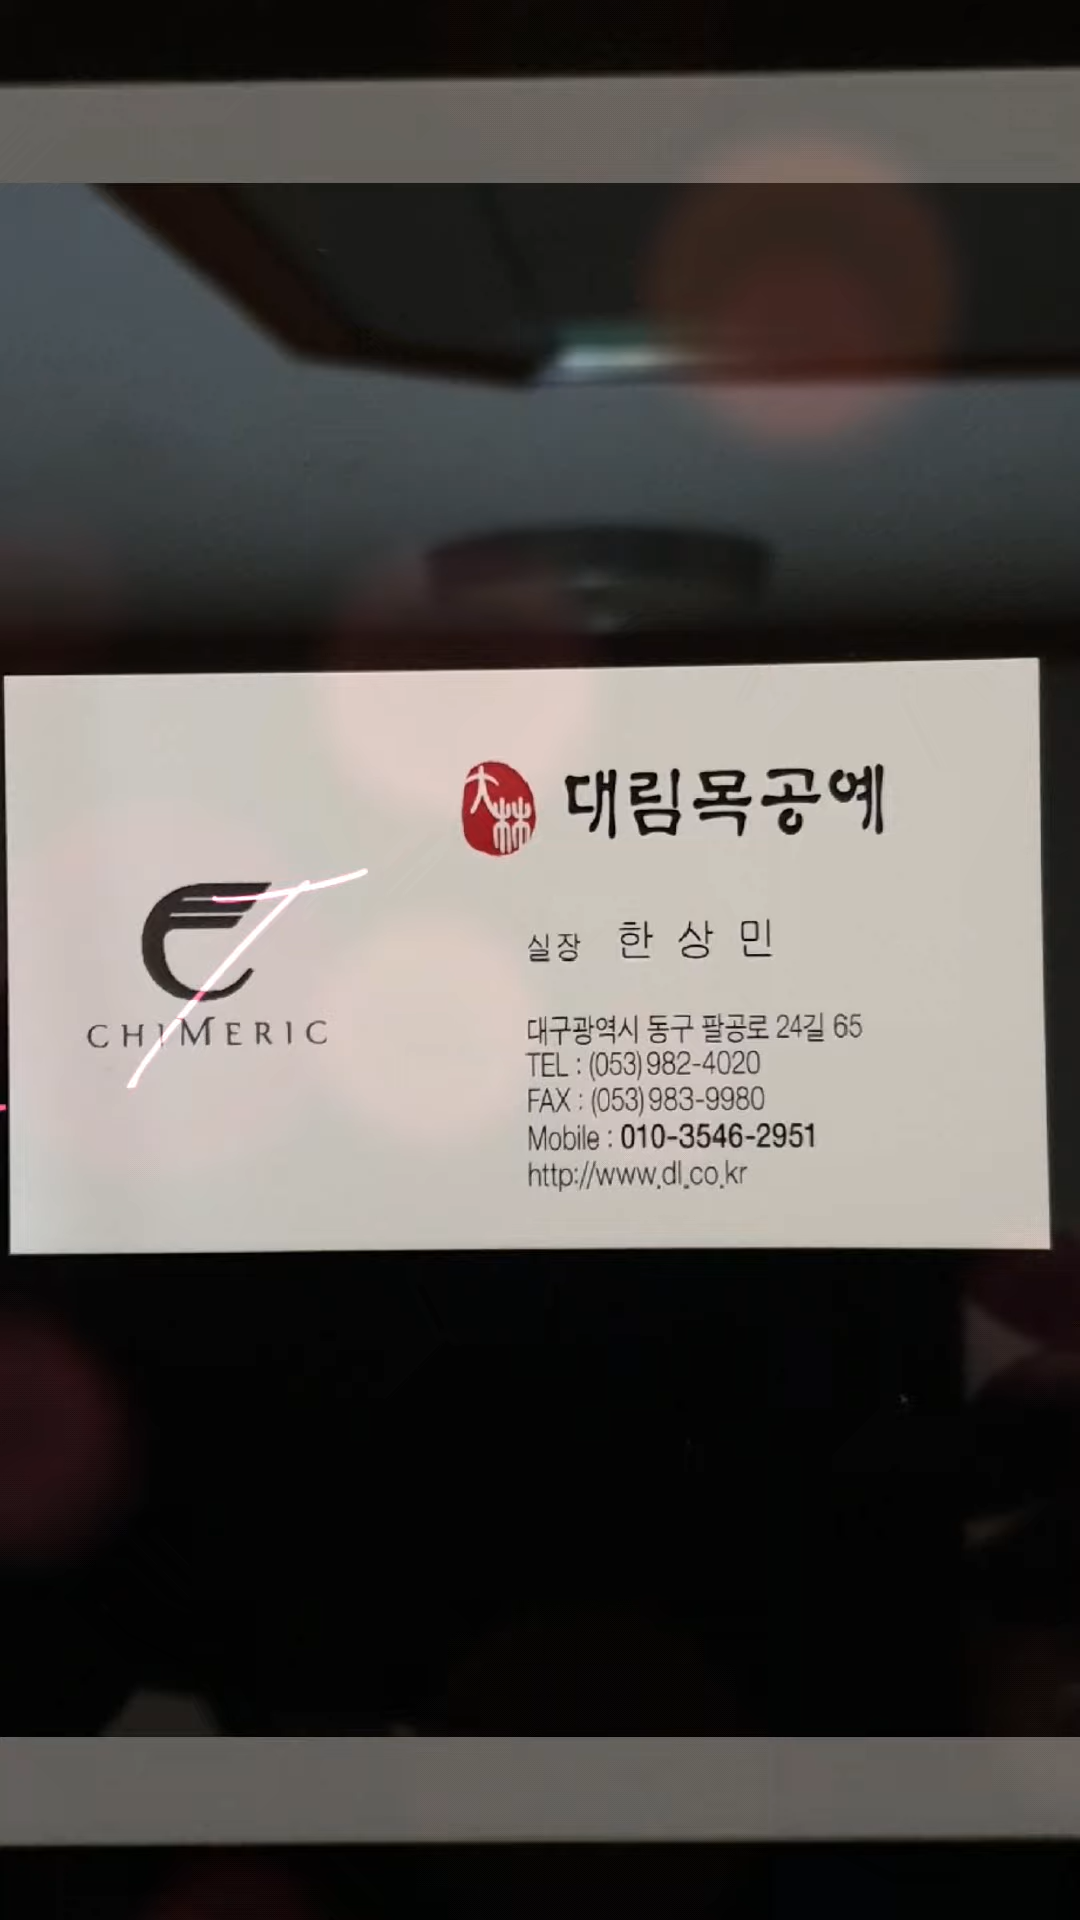 大林 대림목공예
CHIMERIC
실장 한상민
대구광역시 동구 팔공로 24길 65
TEL : (053) 982-4020
FAX : (053) 983-9980
Mobile : 010-3546-2951
http://www.dl.co.kr